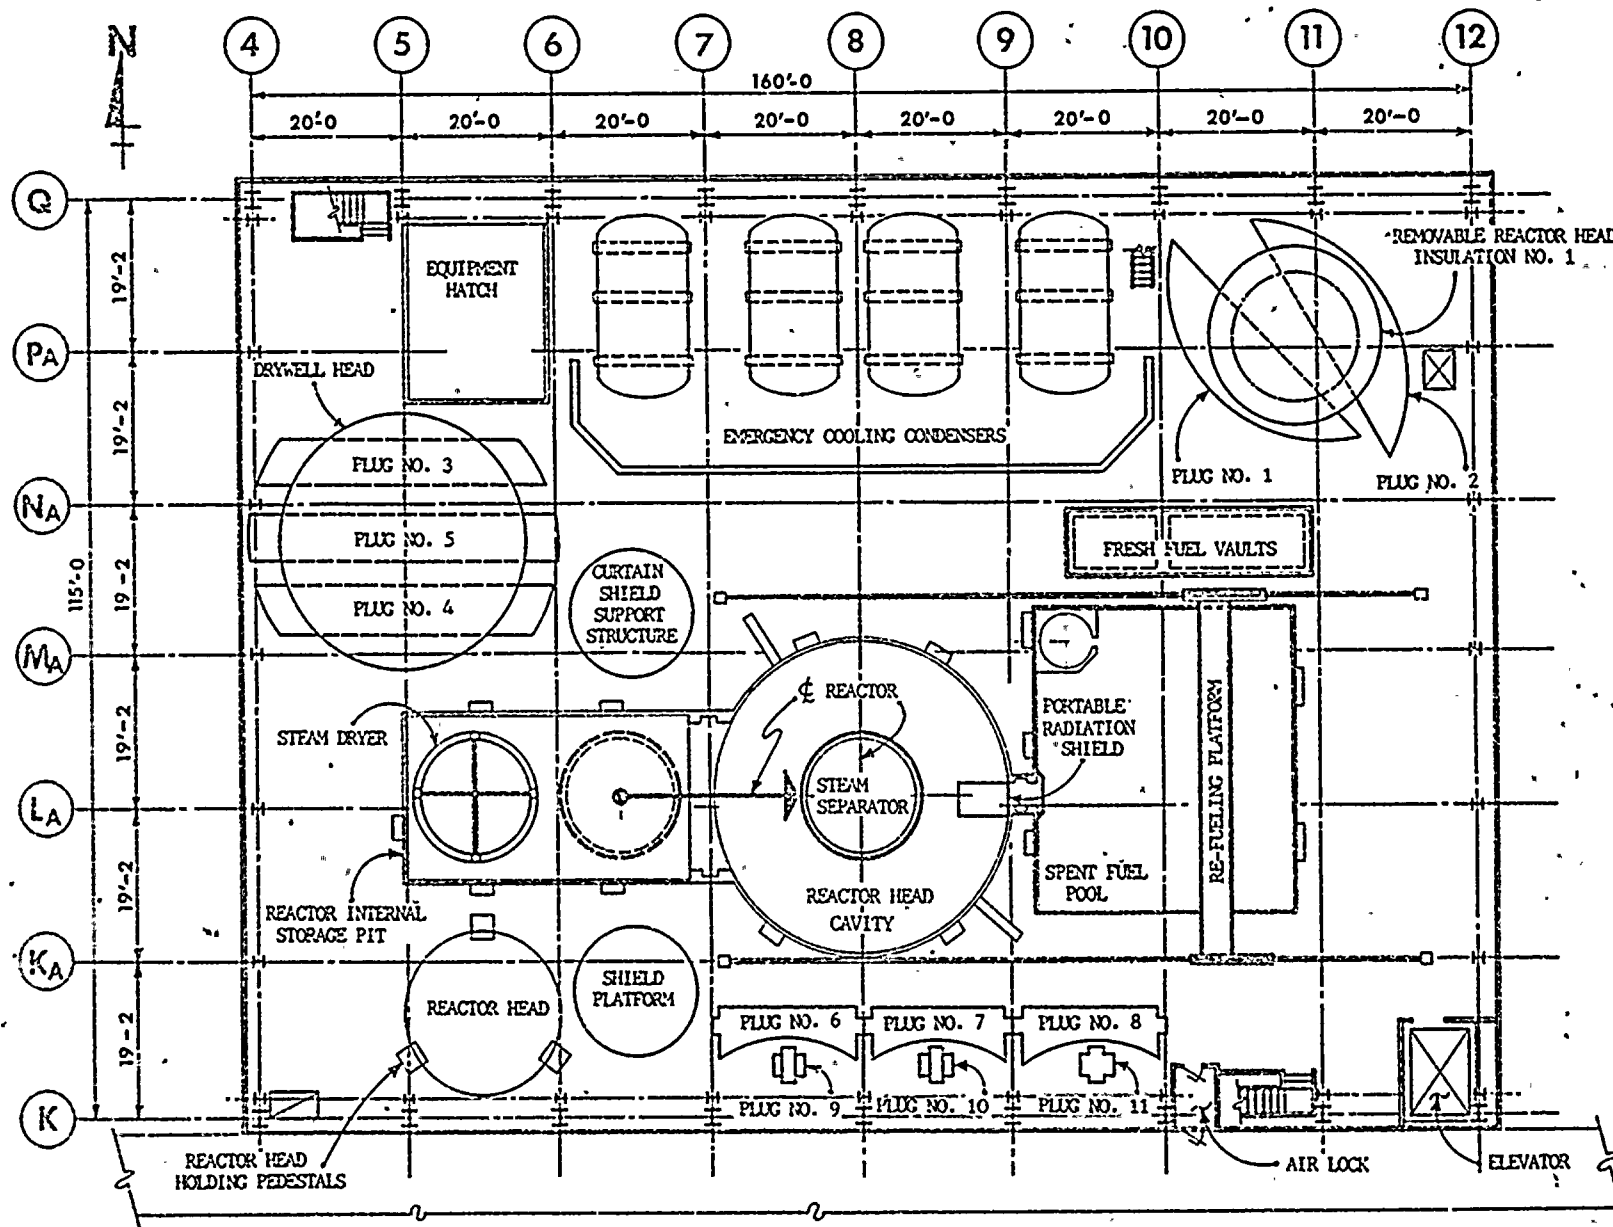 N
4 5 6 7 8 9 10 11 12
160'-0
20'-0 20'-0 20'-0 20'-0 20'-0 20'-0 20'-0 20'-0
Q
19'-2
EQUIPMENT
HATCH
REMOVABLE REACTOR HEAD
INSULATION NO. 1
PA
DRYWELL HEAD
19'-2
EMERGENCY COOLING CONDENSERS
PLUG NO. 3
PLUG NO. 1
PLUG NO. 2
NA
PLUG NO. 5
FRESH FUEL VAULTS
115'-0
19'-2
CURTAIN
SHIELD
SUPPORT
STRUCTURE
PLUG NO. 4
MA
℄ REACTOR
19'-2
STEAM DRYER
PORTABLE
RADIATION
SHIELD
RE-FUELING PLATFORM
STEAM
SEPARATOR
LA
19'-2
SPENT FUEL
POOL
REACTOR HEAD
CAVITY
REACTOR INTERNAL
STORAGE PIT
KA
SHIELD
PLATFORM
REACTOR HEAD
19'-2
PLUG NO. 6
PLUG NO. 7
PLUG NO. 8
K
PLUG NO. 9
PLUG NO. 10
PLUG NO. 11
REACTOR HEAD
HOLDING PEDESTALS
AIR LOCK
ELEVATOR